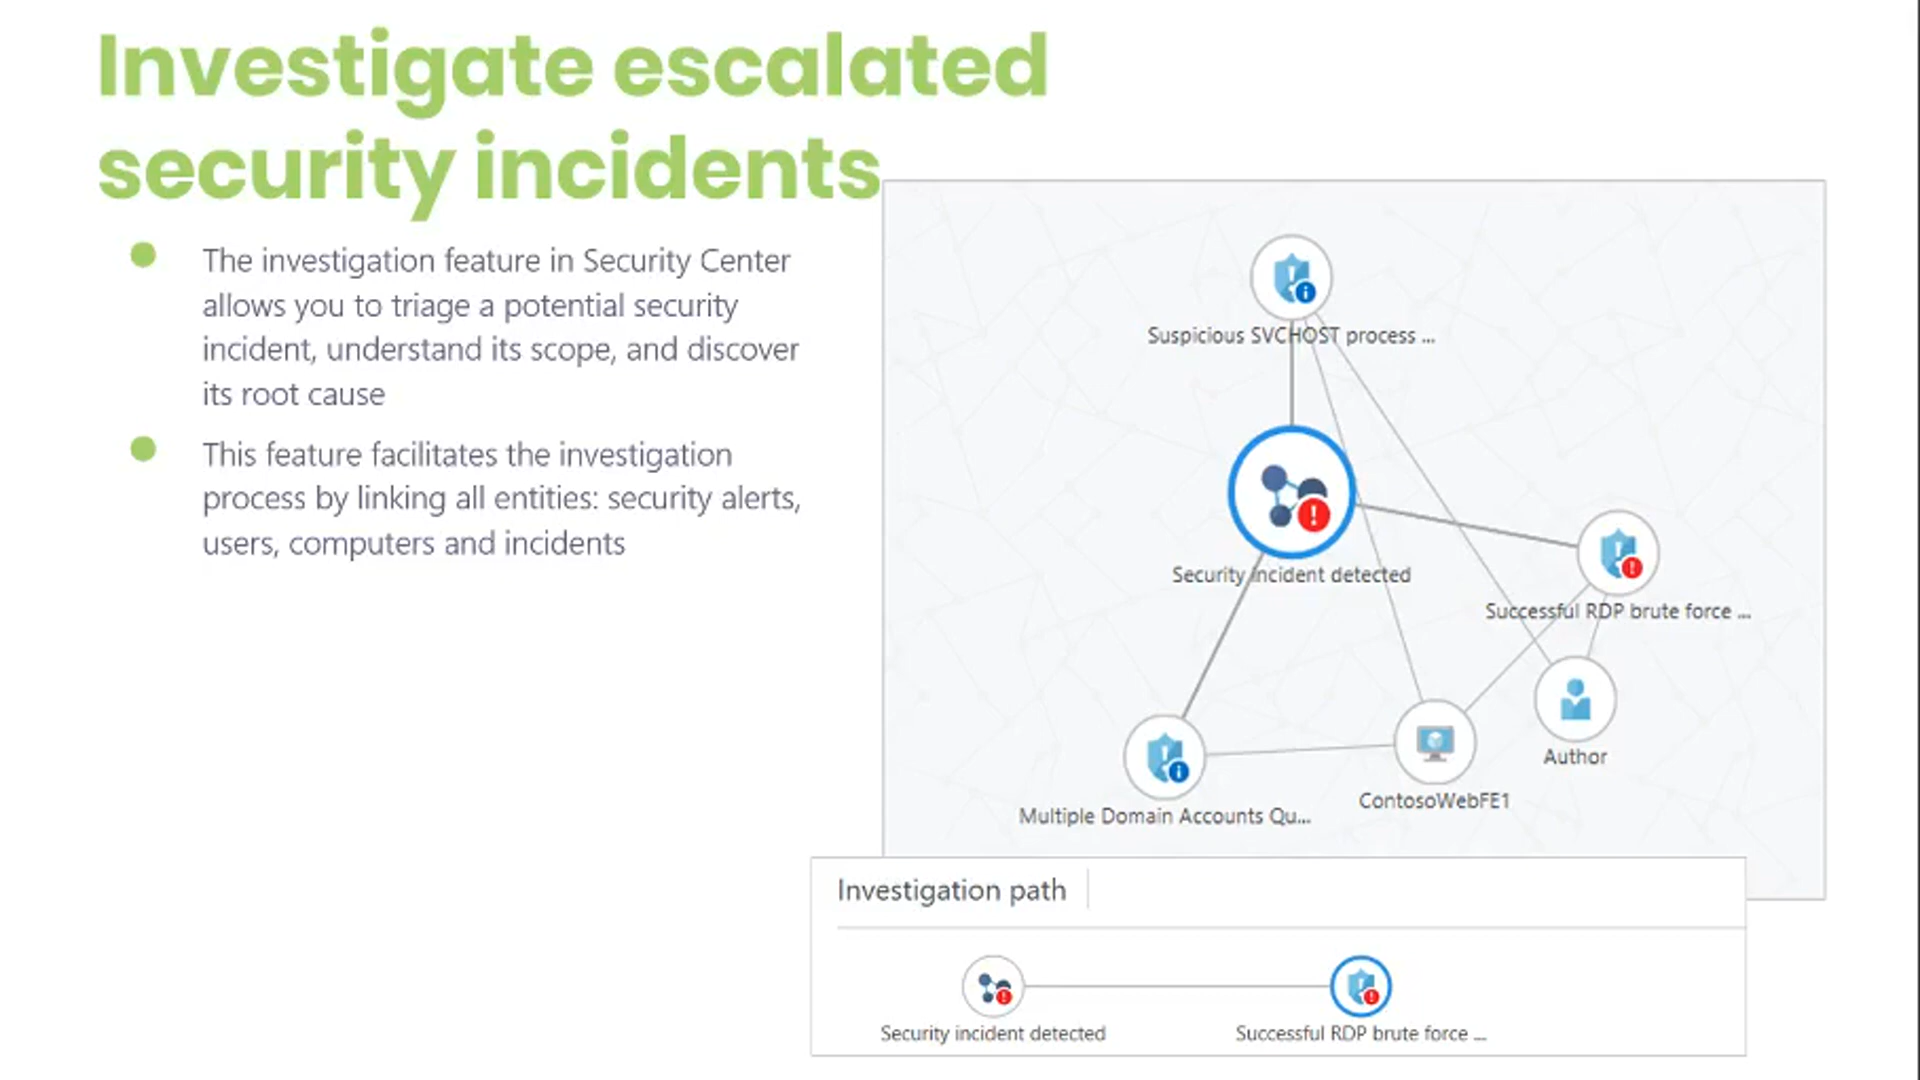 Investigate escalated
security incidents
The investigation feature in Security Center
allows you to triage a potential security
incident, understand its scope, and discover
its root cause
This feature facilitates the investigation
process by linking all entities: security alerts,
users, computers and incidents
Suspicious SVCHOST process ...
Security incident detected
Successful RDP brute force ...
Author
ContosoWebFE1
Multiple Domain Accounts Qu...
Investigation path
Security incident detected
Successful RDP brute force ...